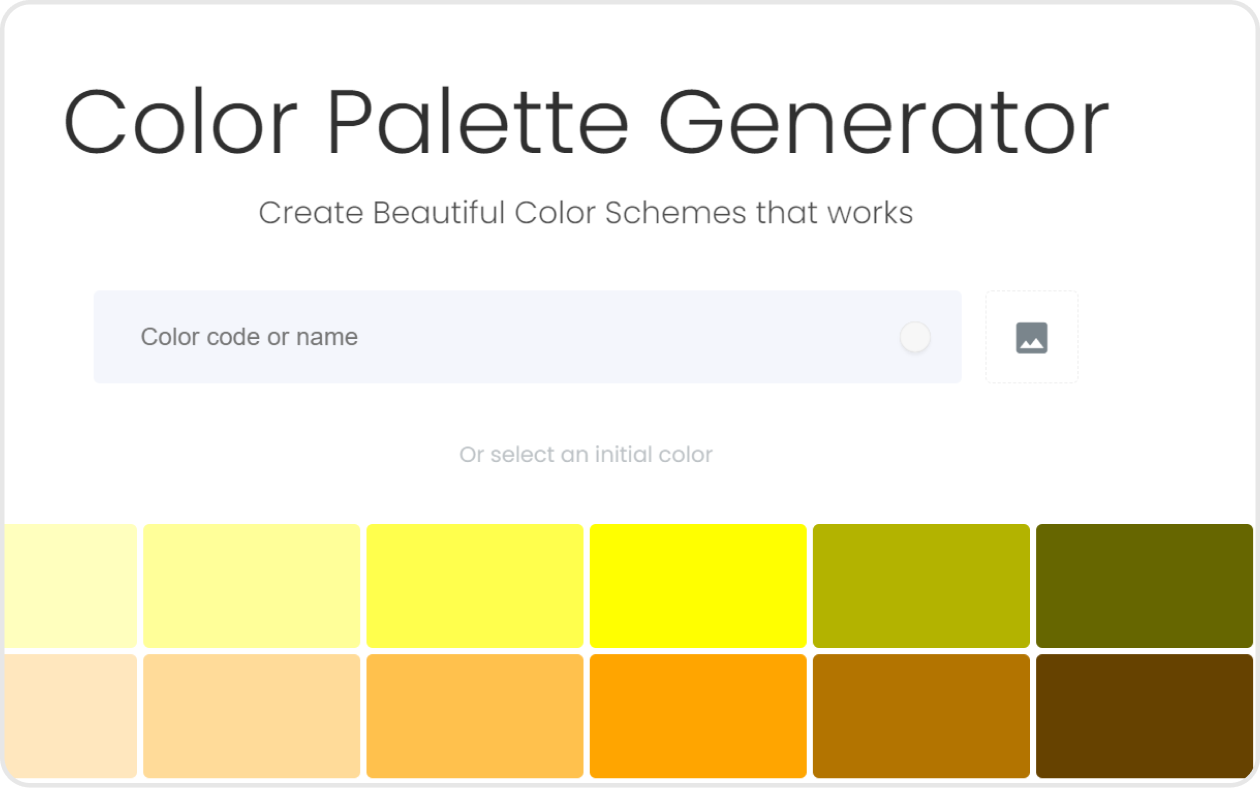 Color Palette Generator
Create Beautiful Color Schemes that works
Color code or name
Or select an initial color